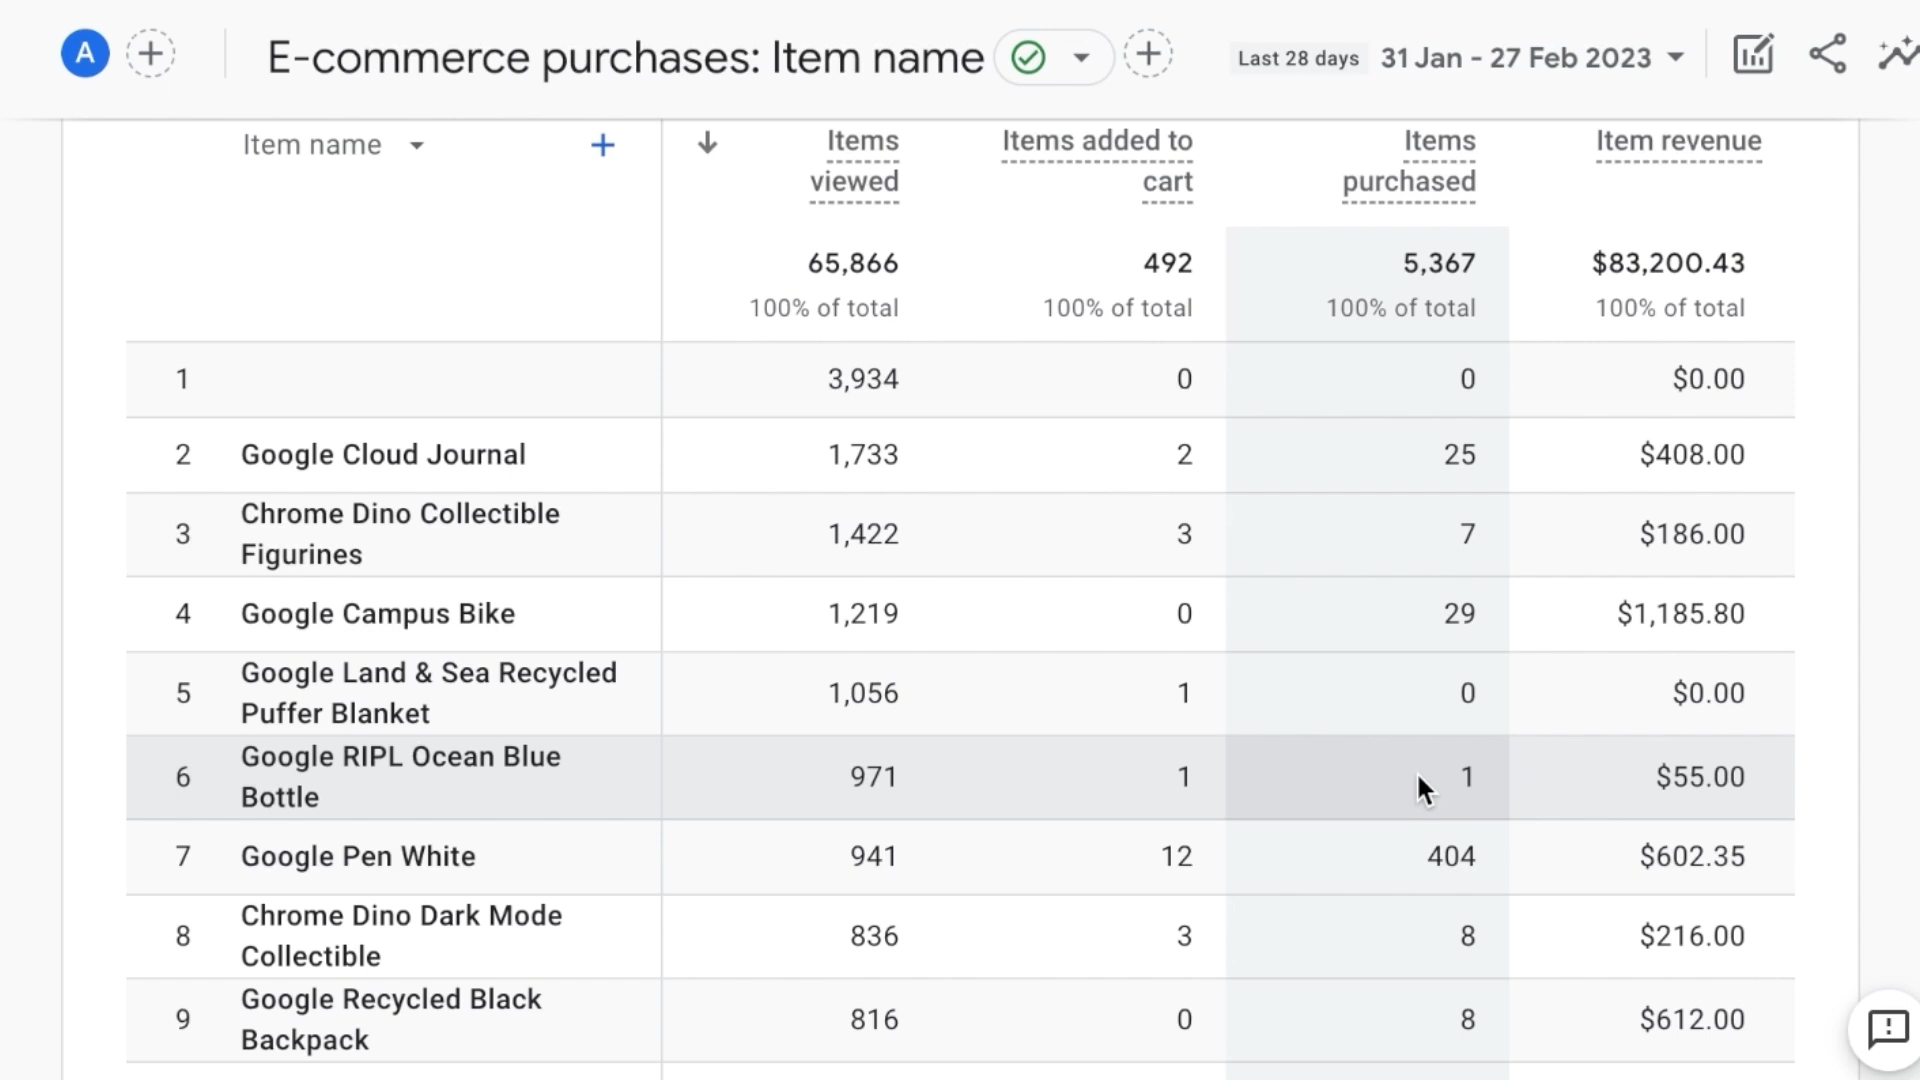 A
E-commerce purchases: Item name
Last 28 days 31 Jan - 27 Feb 2023
Item name
Items viewed
Items added to cart
Items purchased
Item revenue
65,866 492 5,367 $83,200.43
100% of total 100% of total 100% of total 100% of total
1 3,934 0 0 $0.00
2 Google Cloud Journal 1,733 2 25 $408.00
3 Chrome Dino Collectible Figurines 1,422 3 7 $186.00
4 Google Campus Bike 1,219 0 29 $1,185.80
5 Google Land & Sea Recycled Puffer Blanket 1,056 1 0 $0.00
6 Google RIPL Ocean Blue Bottle 971 1 1 $55.00
7 Google Pen White 941 12 404 $602.35
8 Chrome Dino Dark Mode Collectible 836 3 8 $216.00
9 Google Recycled Black Backpack 816 0 8 $612.00